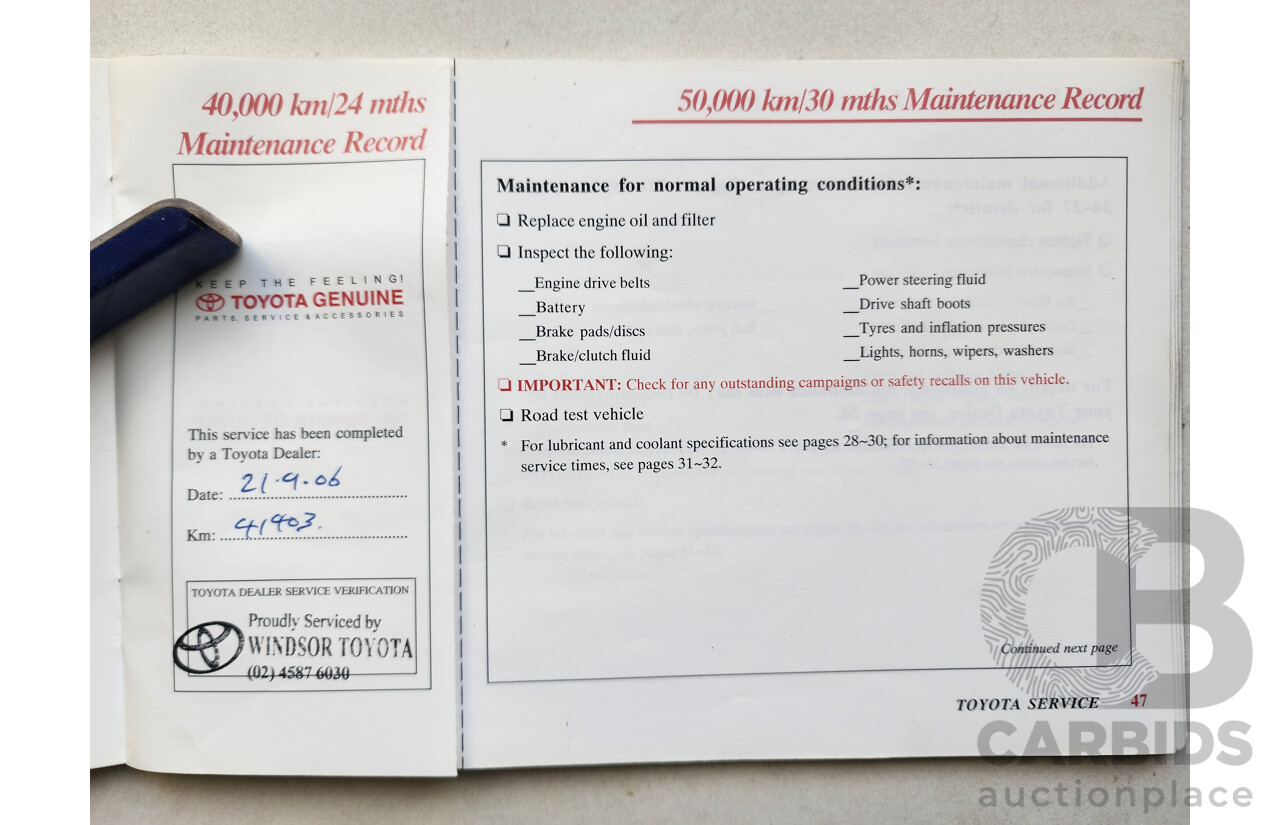 40,000 km/24 mths
Maintenance Record
KEEP THE FEELING!
TOYOTA GENUINE
PARTS, SERVICE & ACCESSORIES
This service has been completed
by a Toyota Dealer:
Date: 21.9.06
Km: 41403.
TOYOTA DEALER SERVICE VERIFICATION
Proudly Serviced by
WINDSOR TOYOTA
(02) 4587 6030
50,000 km/30 mths Maintenance Record
Maintenance for normal operating conditions*:
❏ Replace engine oil and filter
❏ Inspect the following:
__Engine drive belts
__Battery
__Brake pads/discs
__Brake/clutch fluid
__Power steering fluid
__Drive shaft boots
__Tyres and inflation pressures
__Lights, horns, wipers, washers
❏ IMPORTANT: Check for any outstanding campaigns or safety recalls on this vehicle.
❏ Road test vehicle
* For lubricant and coolant specifications see pages 28~30; for information about maintenance
service times, see pages 31~32.
Continued next page
TOYOTA SERVICE 47
CARBIDS
auctionplace